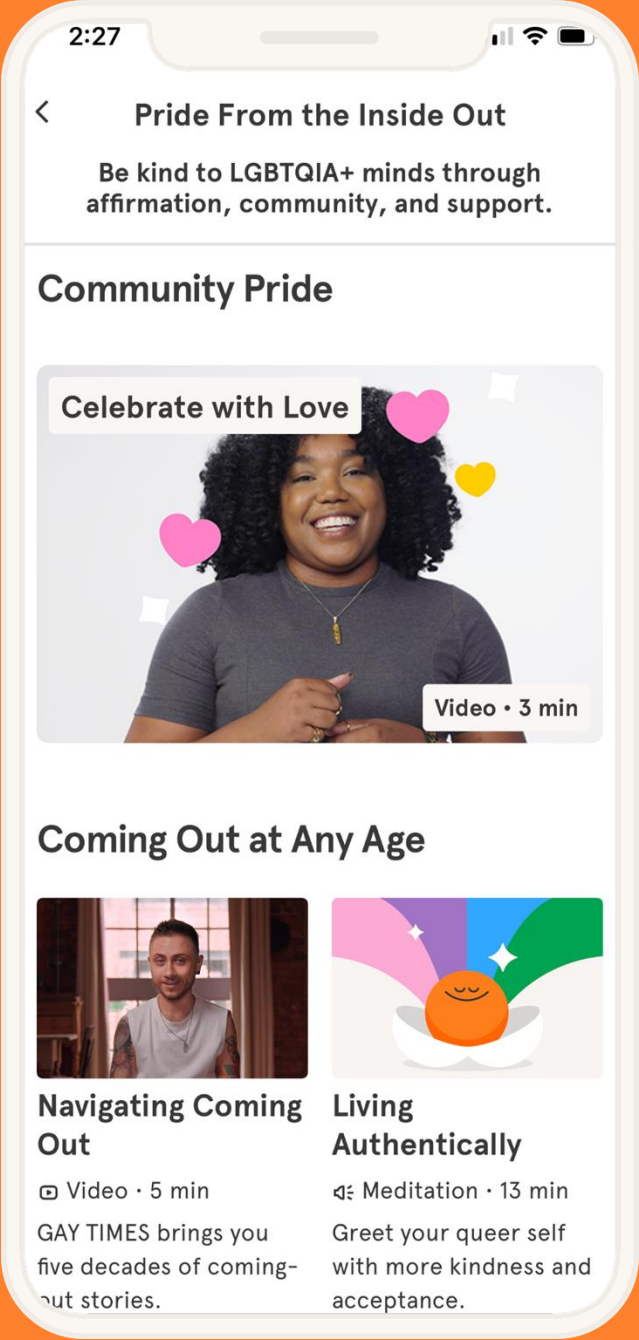 2:27
Pride From the Inside Out
Be kind to LGBTQIA+ minds through
affirmation, community, and support.
Community Pride
Celebrate with Love
Video • 3 min
Coming Out at Any Age
Navigating Coming
Out
Video • 5 min
GAY TIMES brings you
five decades of coming-
out stories.
Living
Authentically
Meditation • 13 min
Greet your queer self
with more kindness and
acceptance.